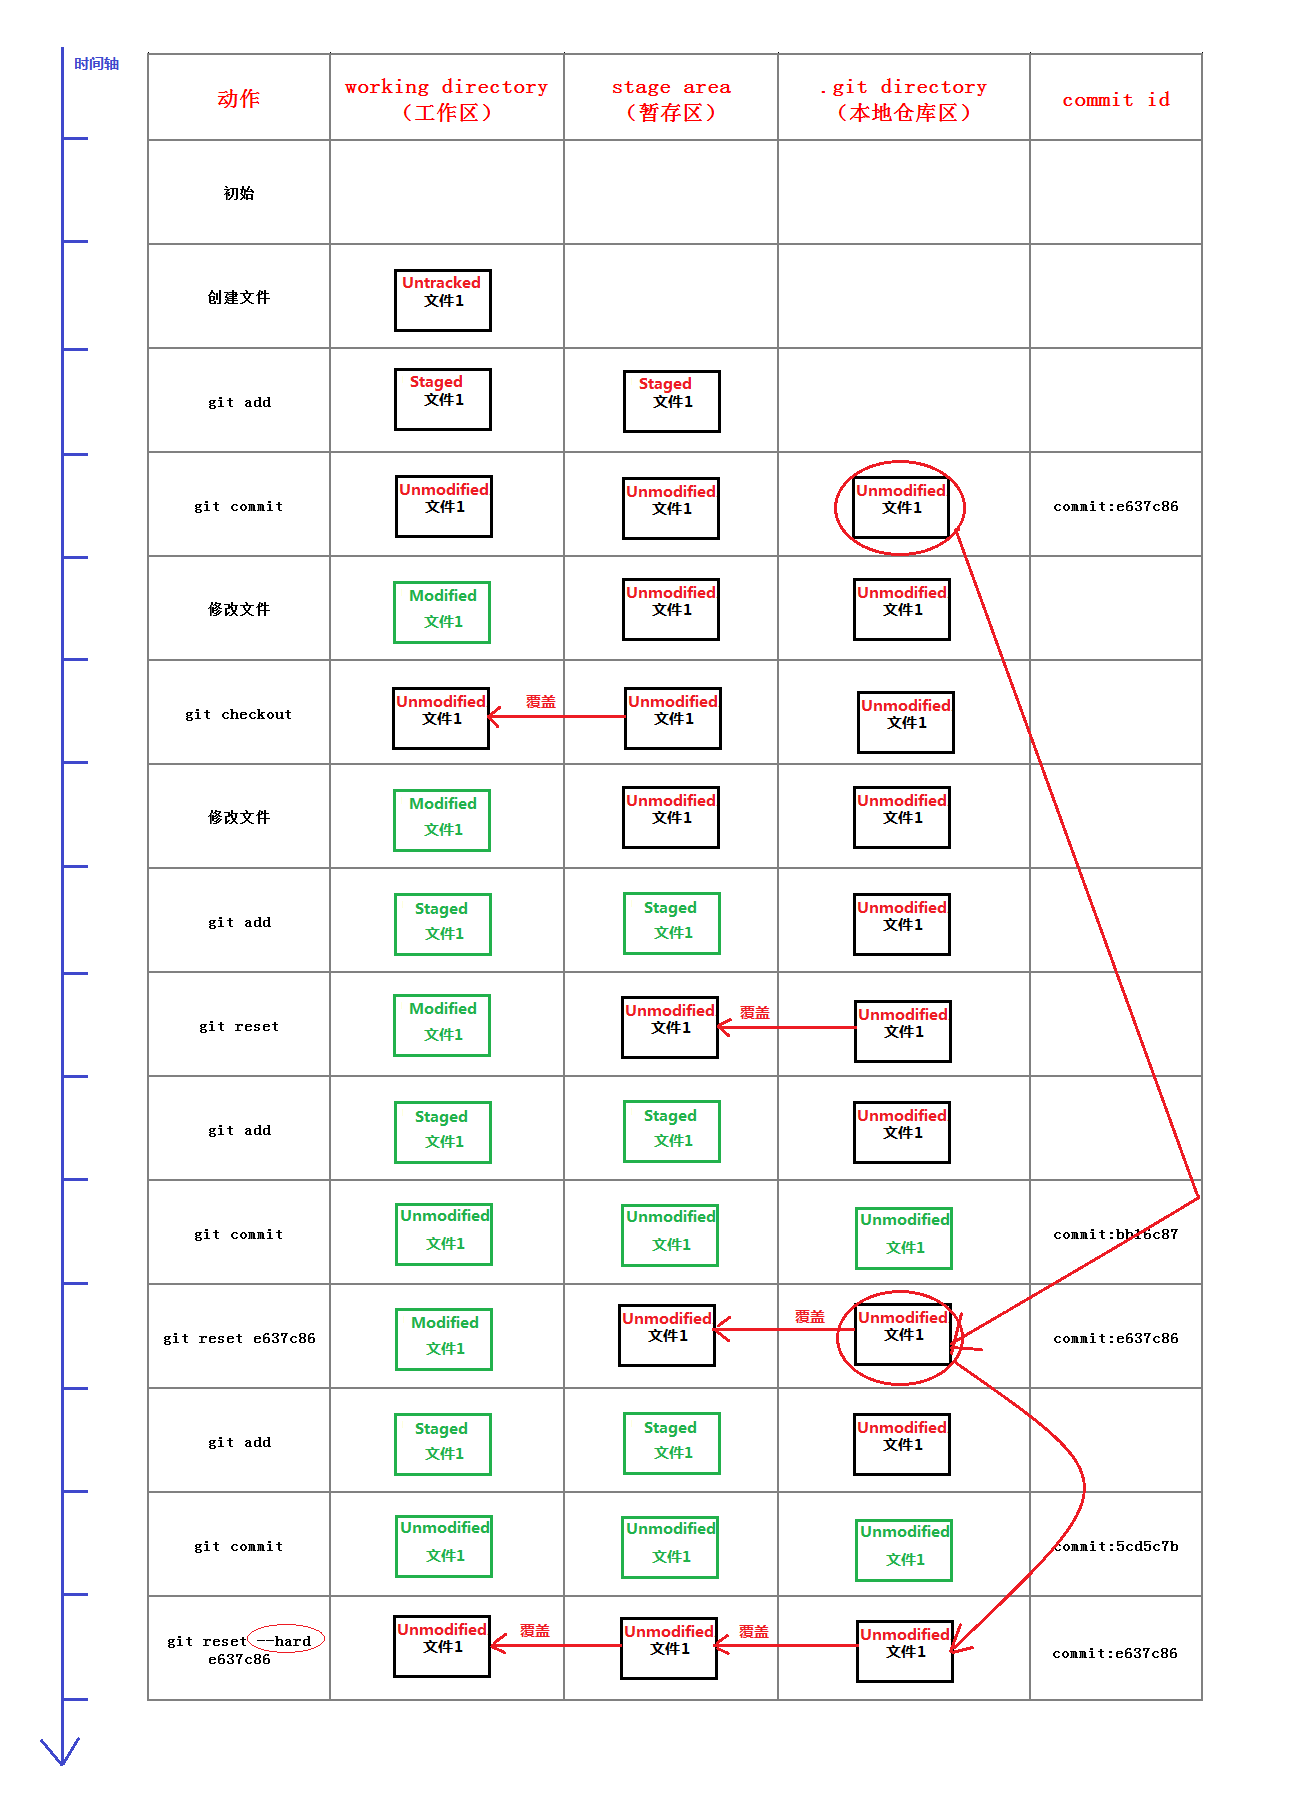 时间轴
动作
working directory
（工作区）
stage area
（暂存区）
.git directory
（本地仓库区）
commit id
初始
创建文件
Untracked
文件1
git add
Staged
文件1
Staged
文件1
git commit
Unmodified
文件1
Unmodified
文件1
Unmodified
文件1
commit:e637c86
修改文件
Modified
文件1
Unmodified
文件1
Unmodified
文件1
git checkout
Unmodified
文件1
覆盖
Unmodified
文件1
Unmodified
文件1
修改文件
Modified
文件1
Unmodified
文件1
Unmodified
文件1
git add
Staged
文件1
Staged
文件1
Unmodified
文件1
git reset
Modified
文件1
Unmodified
文件1
覆盖
Unmodified
文件1
git add
Staged
文件1
Staged
文件1
Unmodified
文件1
git commit
Unmodified
文件1
Unmodified
文件1
Unmodified
文件1
commit:bb16c87
git reset e637c86
Modified
文件1
Unmodified
文件1
覆盖
Unmodified
文件1
commit:e637c86
git add
Staged
文件1
Staged
文件1
Unmodified
文件1
git commit
Unmodified
文件1
Unmodified
文件1
Unmodified
文件1
commit:5cd5c7b
git reset --hard
e637c86
Unmodified
文件1
覆盖
Unmodified
文件1
覆盖
Unmodified
文件1
commit:e637c86